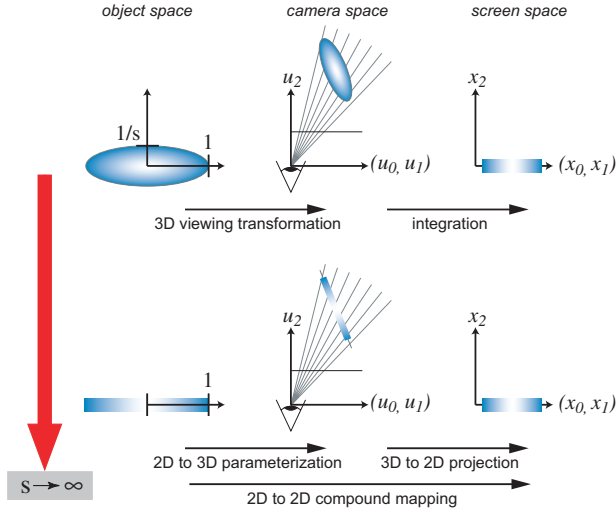 object space
camera space
screen space
u2
x2
1/s
1
(u0, u1)
(x0, x1)
3D viewing transformation
integration
u2
x2
1
(u0, u1)
(x0, x1)
2D to 3D parameterization
3D to 2D projection
s → ∞
2D to 2D compound mapping